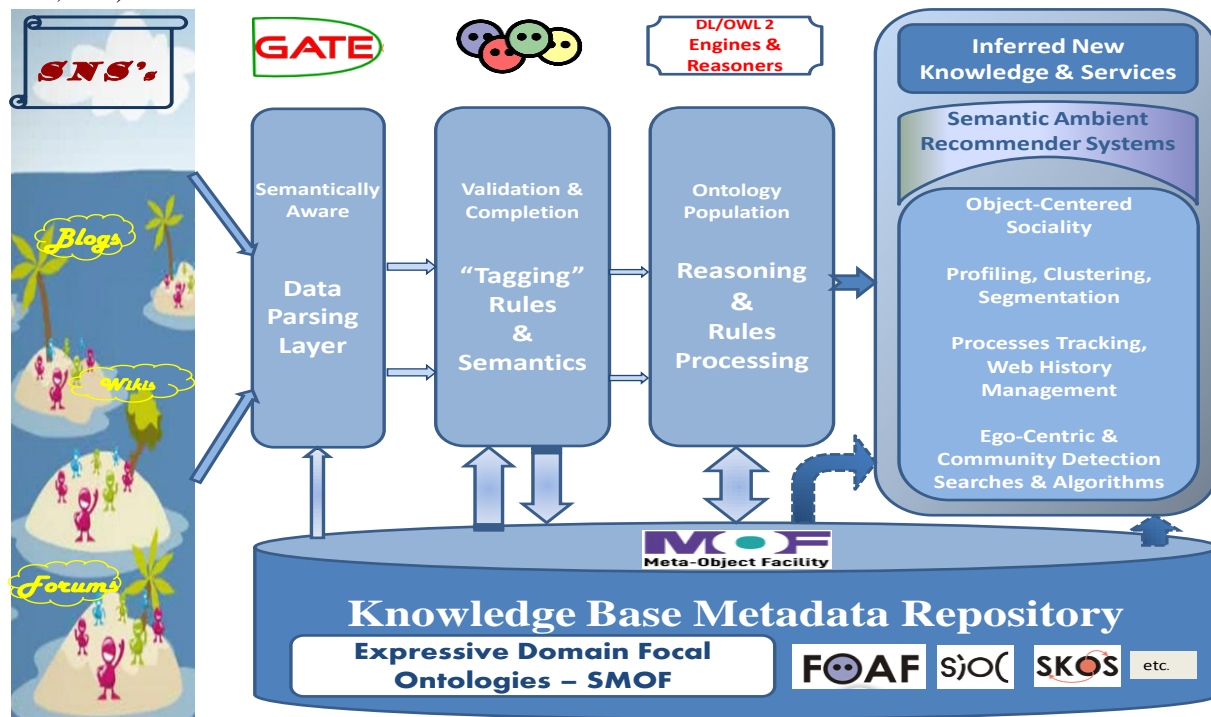 SNS's
Blogs
Wikis
Forums
GATE
DL/OWL 2
Engines &
Reasoners
Semantically
Aware
Data
Parsing
Layer
Validation &
Completion
“Tagging”
Rules
&
Semantics
Ontology
Population
Reasoning
&
Rules
Processing
Inferred New
Knowledge & Services
Semantic Ambient
Recommender Systems
Object-Centered
Sociality
Profiling, Clustering,
Segmentation
Processes Tracking,
Web History
Management
Ego-Centric &
Community Detection
Searches & Algorithms
MOF
Meta-Object Facility
Knowledge Base Metadata Repository
Expressive Domain Focal
Ontologies – SMOF
FOAF
SIOC
SKOS
etc.